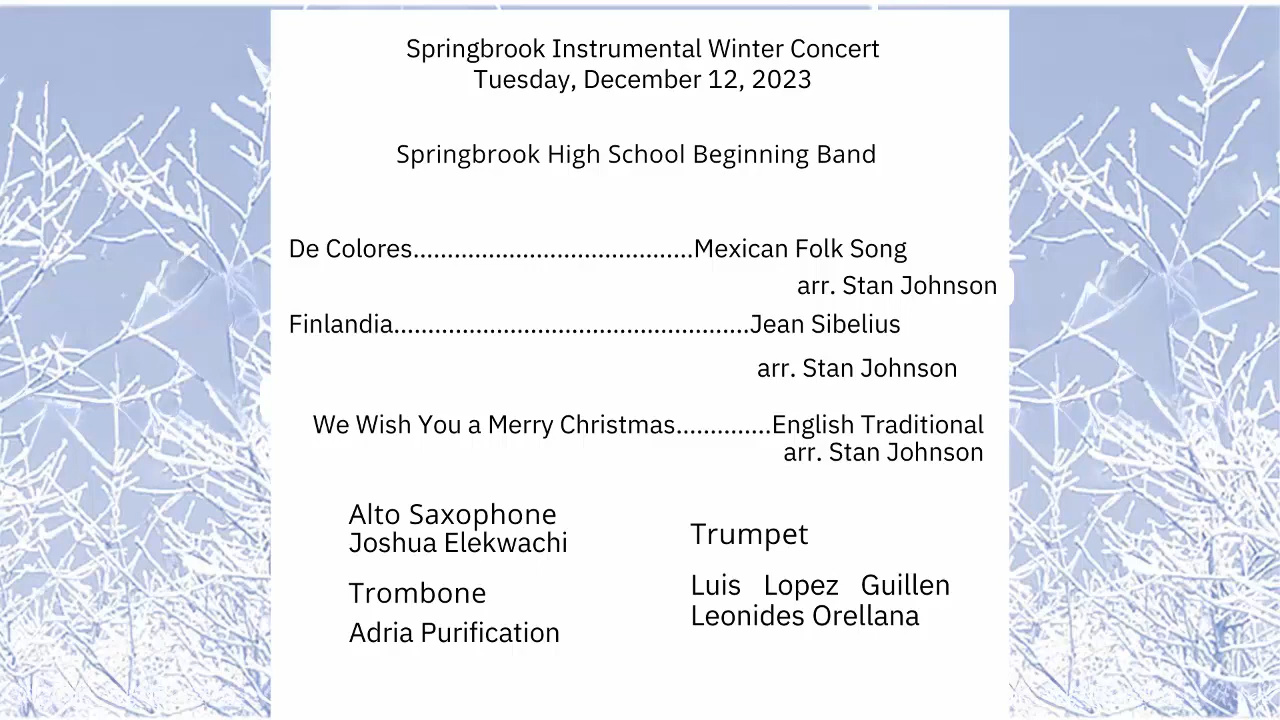 Springbrook Instrumental Winter Concert
Tuesday, December 12, 2023
Springbrook High School Beginning Band
De Colores.........................................Mexican Folk Song
arr. Stan Johnson
Finlandia....................................................Jean Sibelius
arr. Stan Johnson
We Wish You a Merry Christmas..............English Traditional
arr. Stan Johnson
Alto Saxophone
Joshua Elekwachi
Trombone
Adria Purification
Trumpet
Luis Lopez Guillen
Leonides Orellana